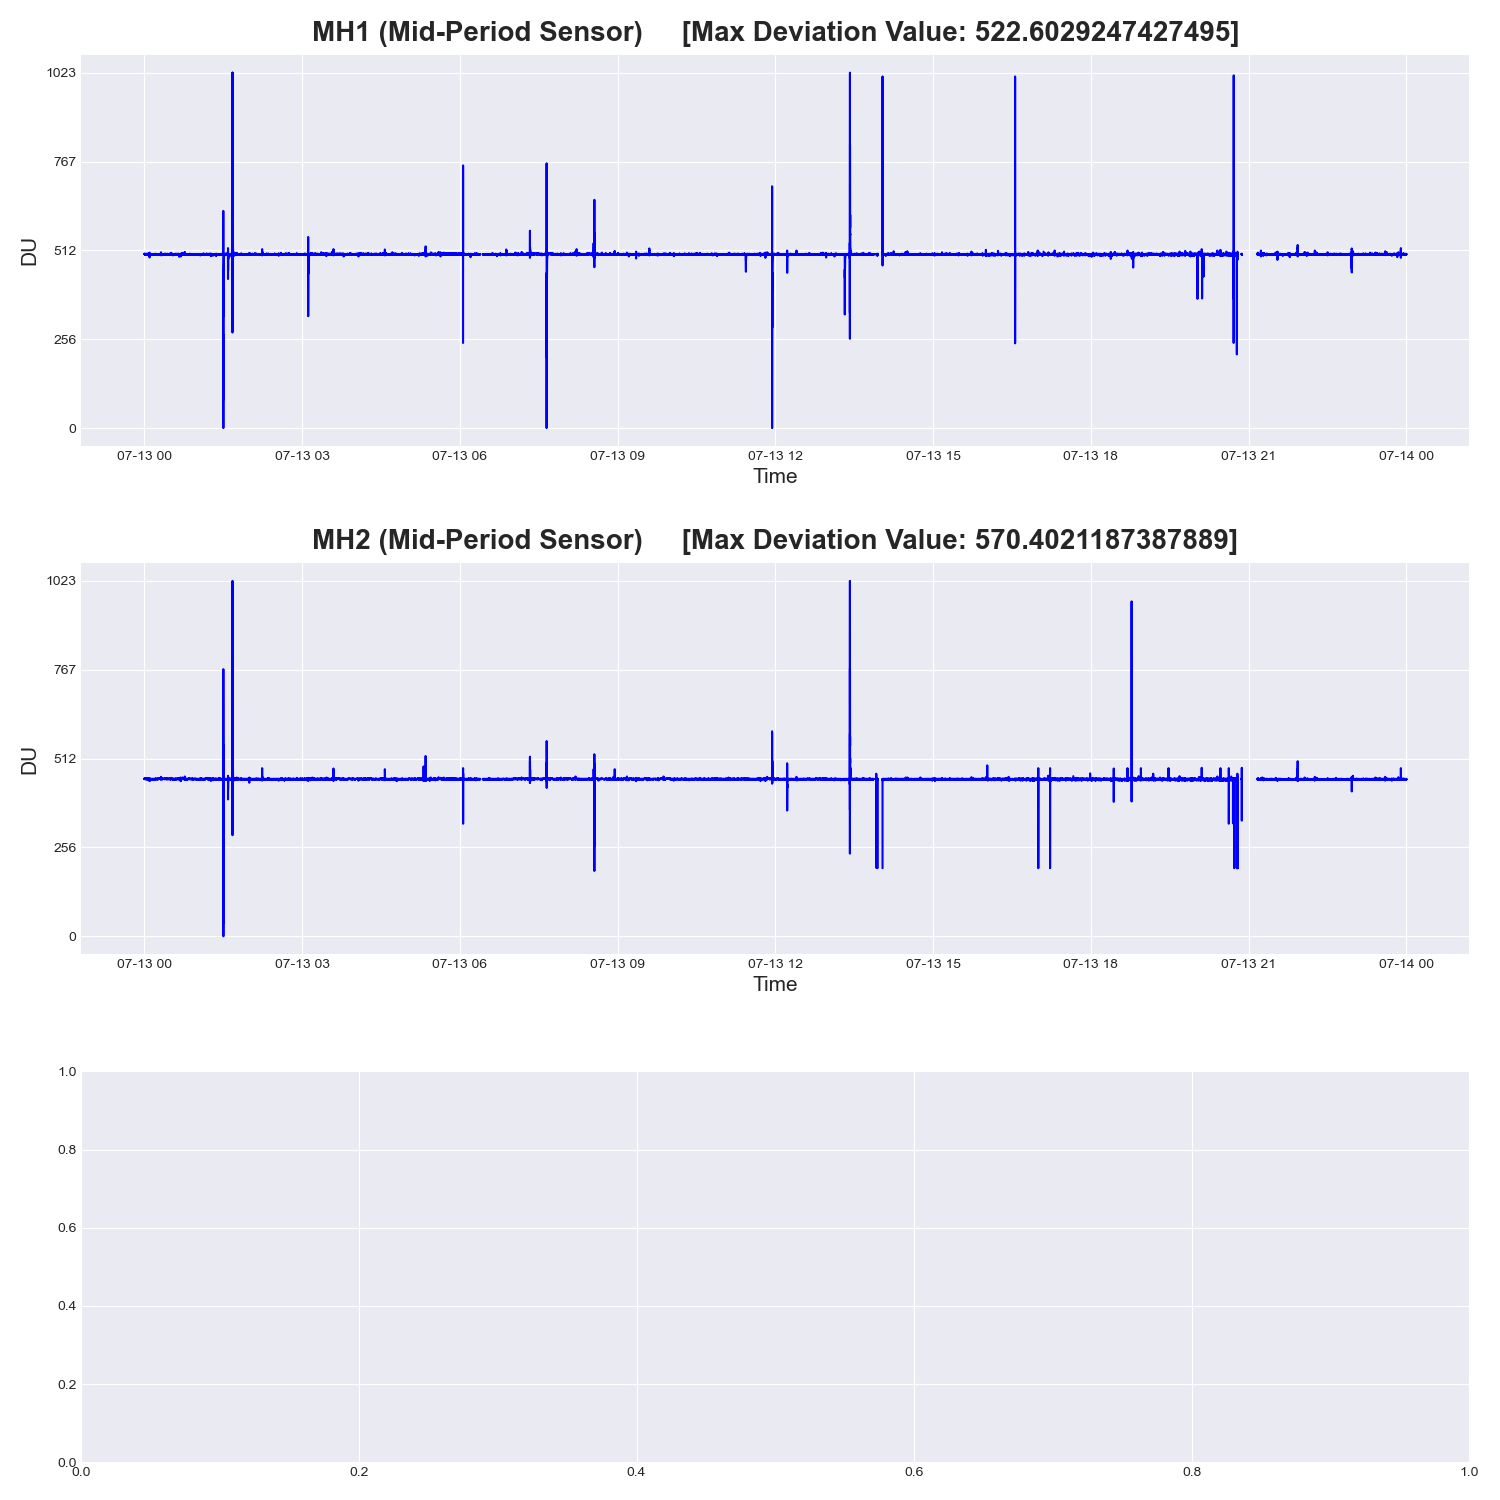 MH1 (Mid-Period Sensor) [Max Deviation Value: 522.6029247427495]
1023
767
512
256
0
DU
07-13 00 07-13 03 07-13 06 07-13 09 07-13 12 07-13 15 07-13 18 07-13 21 07-14 00
Time
MH2 (Mid-Period Sensor) [Max Deviation Value: 570.4021187387889]
1023
767
512
256
0
DU
07-13 00 07-13 03 07-13 06 07-13 09 07-13 12 07-13 15 07-13 18 07-13 21 07-14 00
Time
1.0
0.8
0.6
0.4
0.2
0.0
0.0 0.2 0.4 0.6 0.8 1.0